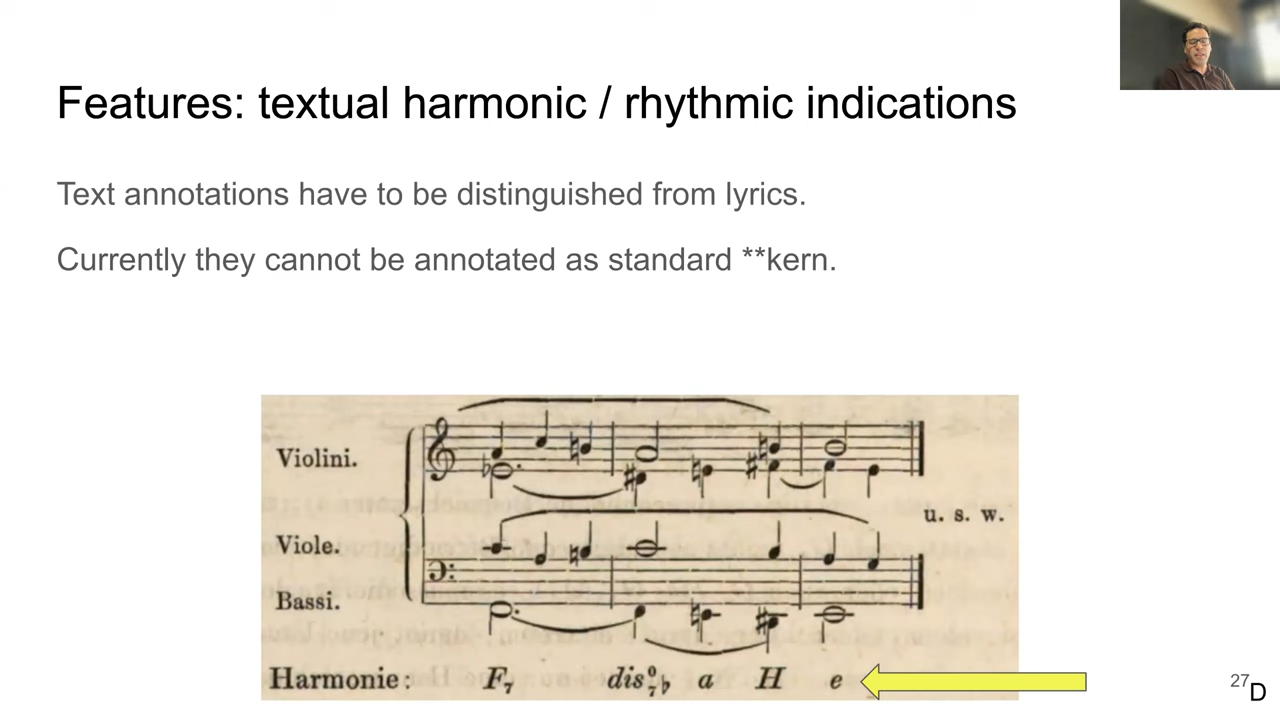 Features: textual harmonic / rhythmic indications
Text annotations have to be distinguished from lyrics.
Currently they cannot be annotated as standard **kern.
Violini.
u. s. w.
Viole.
Bassi.
Harmonie: F₇ dis⁰₇♭ a H e
27
D